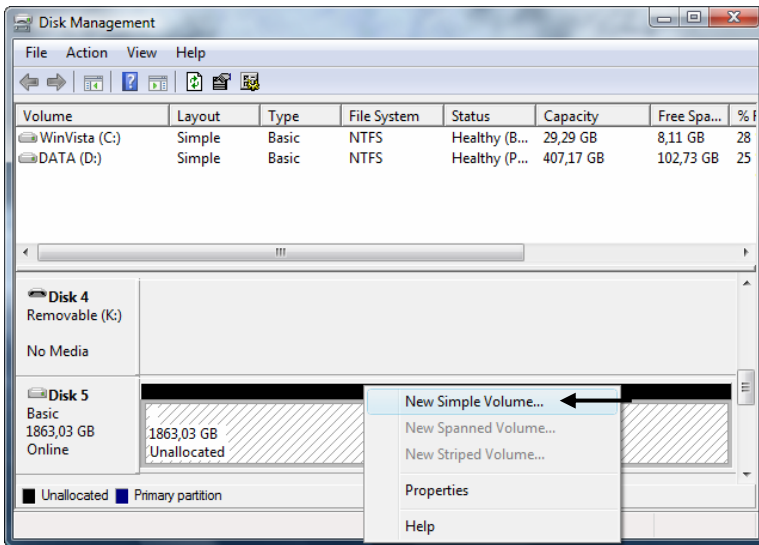 Disk Management
File Action View Help
Volume Layout Type File System Status Capacity Free Spa... % F
WinVista (C:) Simple Basic NTFS Healthy (B... 29,29 GB 8,11 GB 28
DATA (D:) Simple Basic NTFS Healthy (P... 407,17 GB 102,73 GB 25
Disk 4
Removable (K:)
No Media
Disk 5
Basic
1863,03 GB
Online
1863,03 GB
Unallocated
New Simple Volume...
New Spanned Volume...
New Striped Volume...
Properties
Help
Unallocated Primary partition